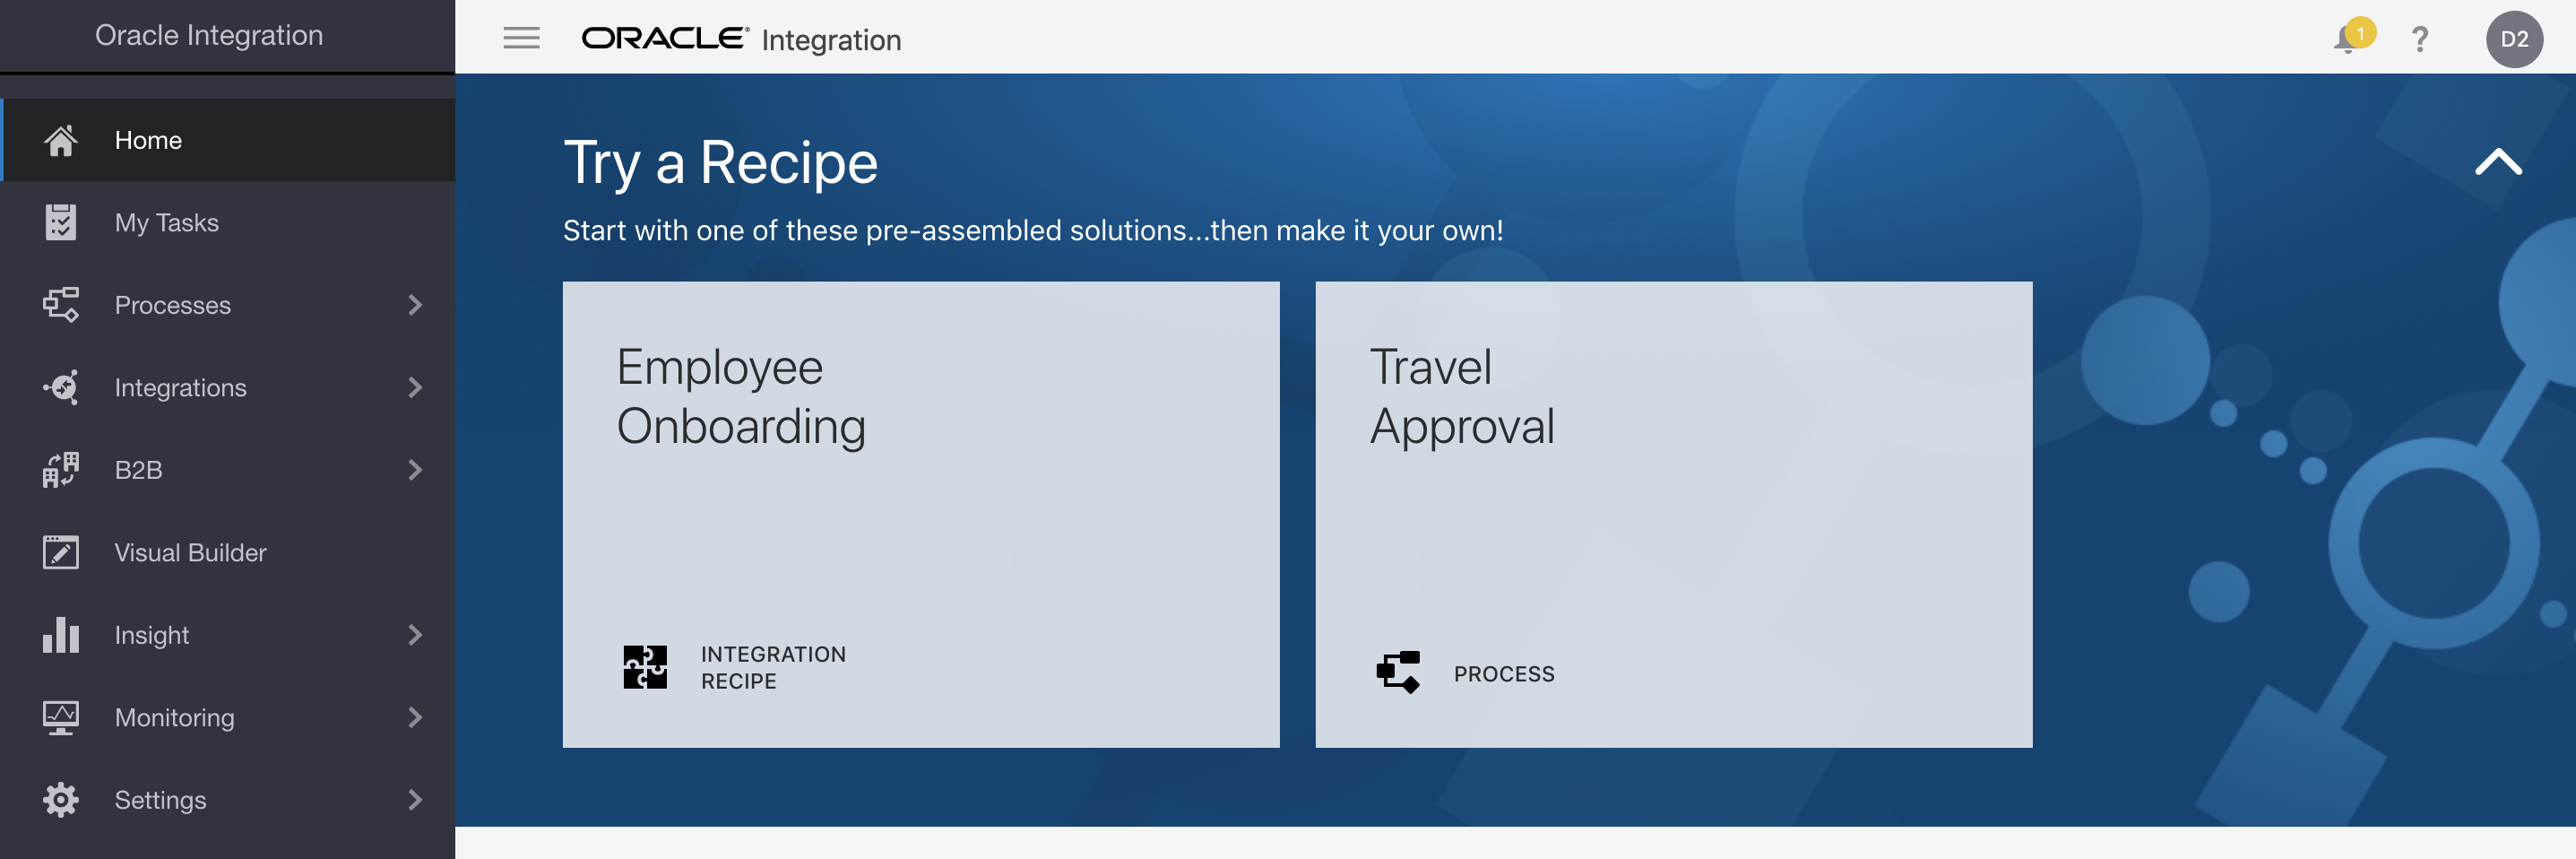 Oracle Integration
Home
My Tasks
Processes
Integrations
B2B
Visual Builder
Insight
Monitoring
Settings
ORACLE® Integration
1
?
D2
Try a Recipe
Start with one of these pre-assembled solutions...then make it your own!
Employee
Onboarding
INTEGRATION
RECIPE
Travel
Approval
PROCESS